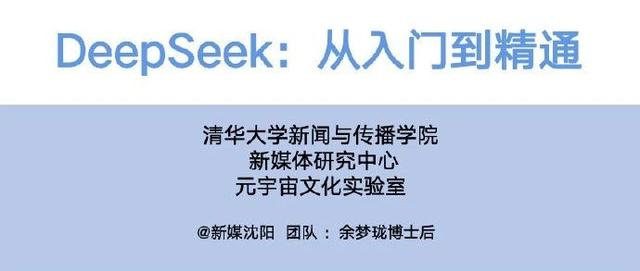 DeepSeek：从入门到精通
清华大学新闻与传播学院
新媒体研究中心
元宇宙文化实验室
@新媒沈阳 团队：余梦珑博士后